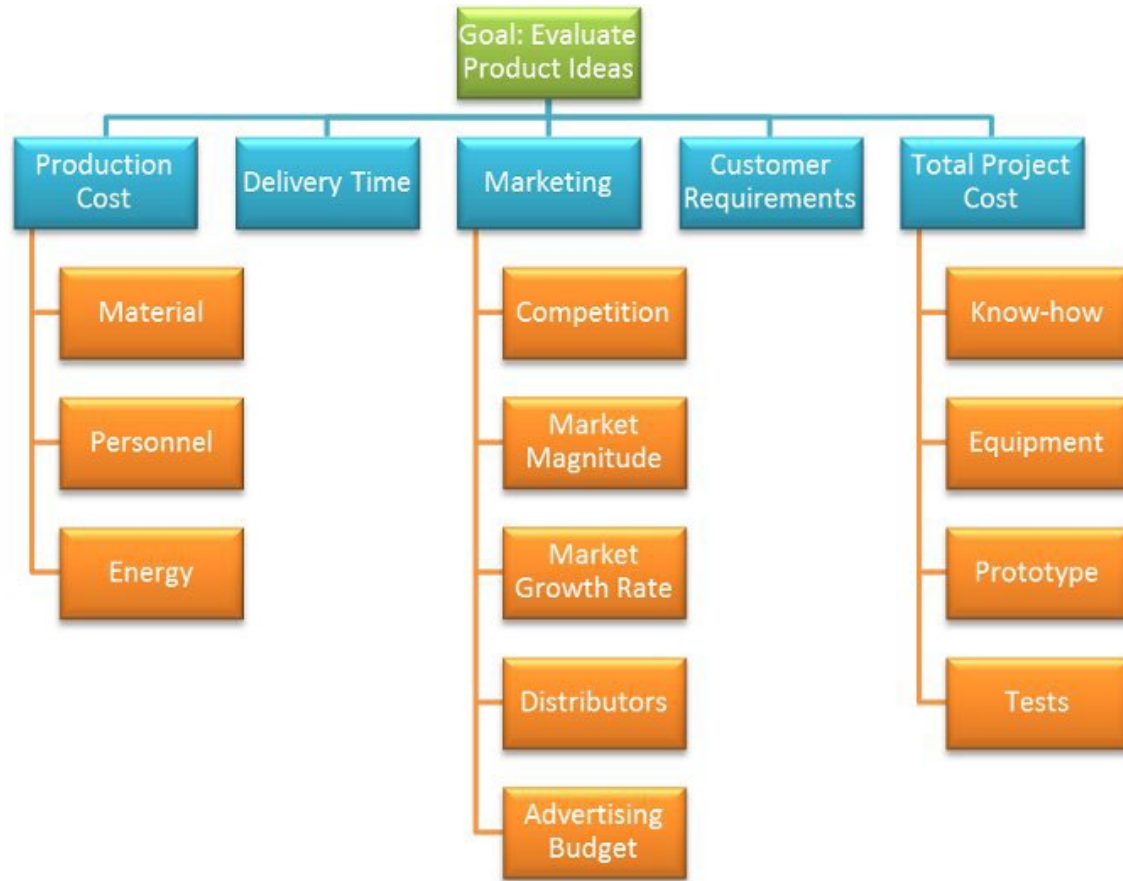 Goal: Evaluate
Product Ideas
Production
Cost
Delivery Time
Marketing
Customer
Requirements
Total Project
Cost
Material
Personnel
Energy
Competition
Market
Magnitude
Market
Growth Rate
Distributors
Advertising
Budget
Know-how
Equipment
Prototype
Tests